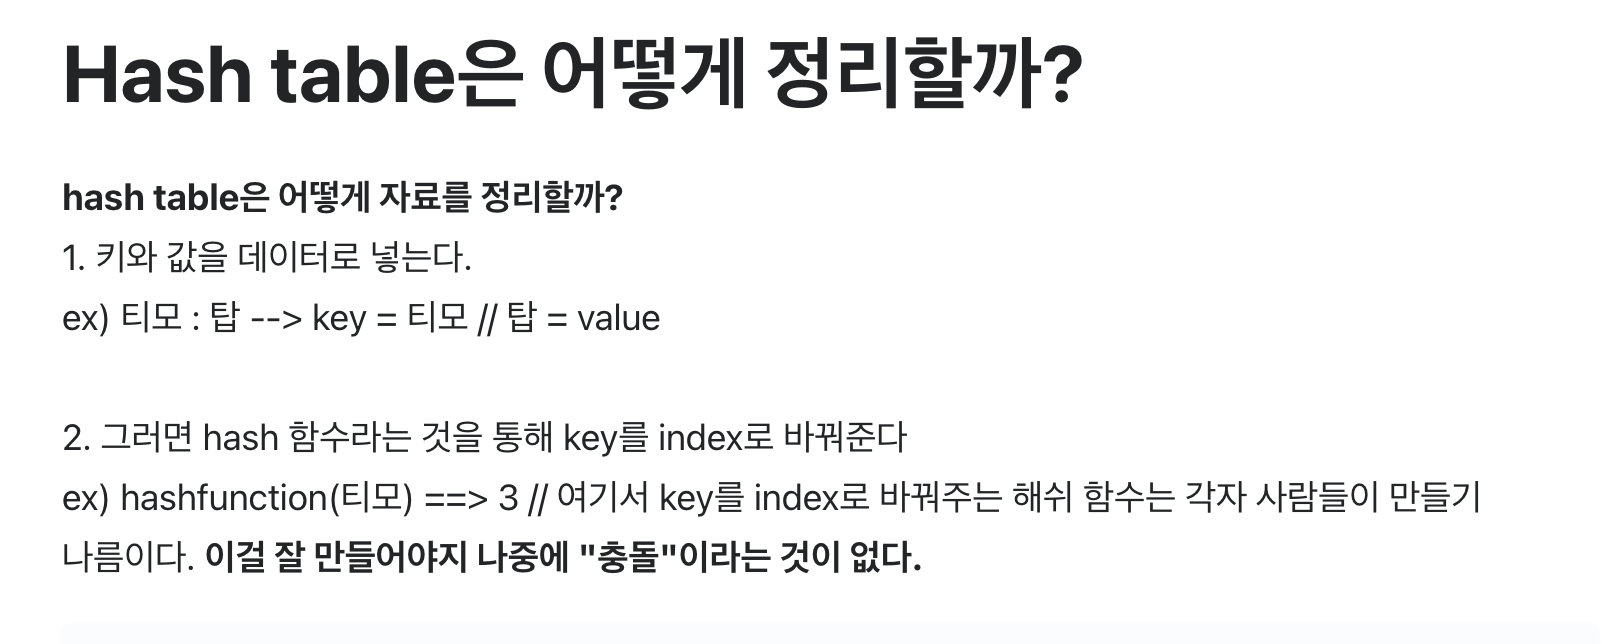 Hash table은 어떻게 정리할까?
hash table은 어떻게 자료를 정리할까?
1. 키와 값을 데이터로 넣는다.
ex) 티모 : 탑 --> key = 티모 // 탑 = value
2. 그러면 hash 함수라는 것을 통해 key를 index로 바꿔준다
ex) hashfunction(티모) ==> 3 // 여기서 key를 index로 바꿔주는 해쉬 함수는 각자 사람들이 만들기
나름이다. 이걸 잘 만들어야지 나중에 "충돌"이라는 것이 없다.